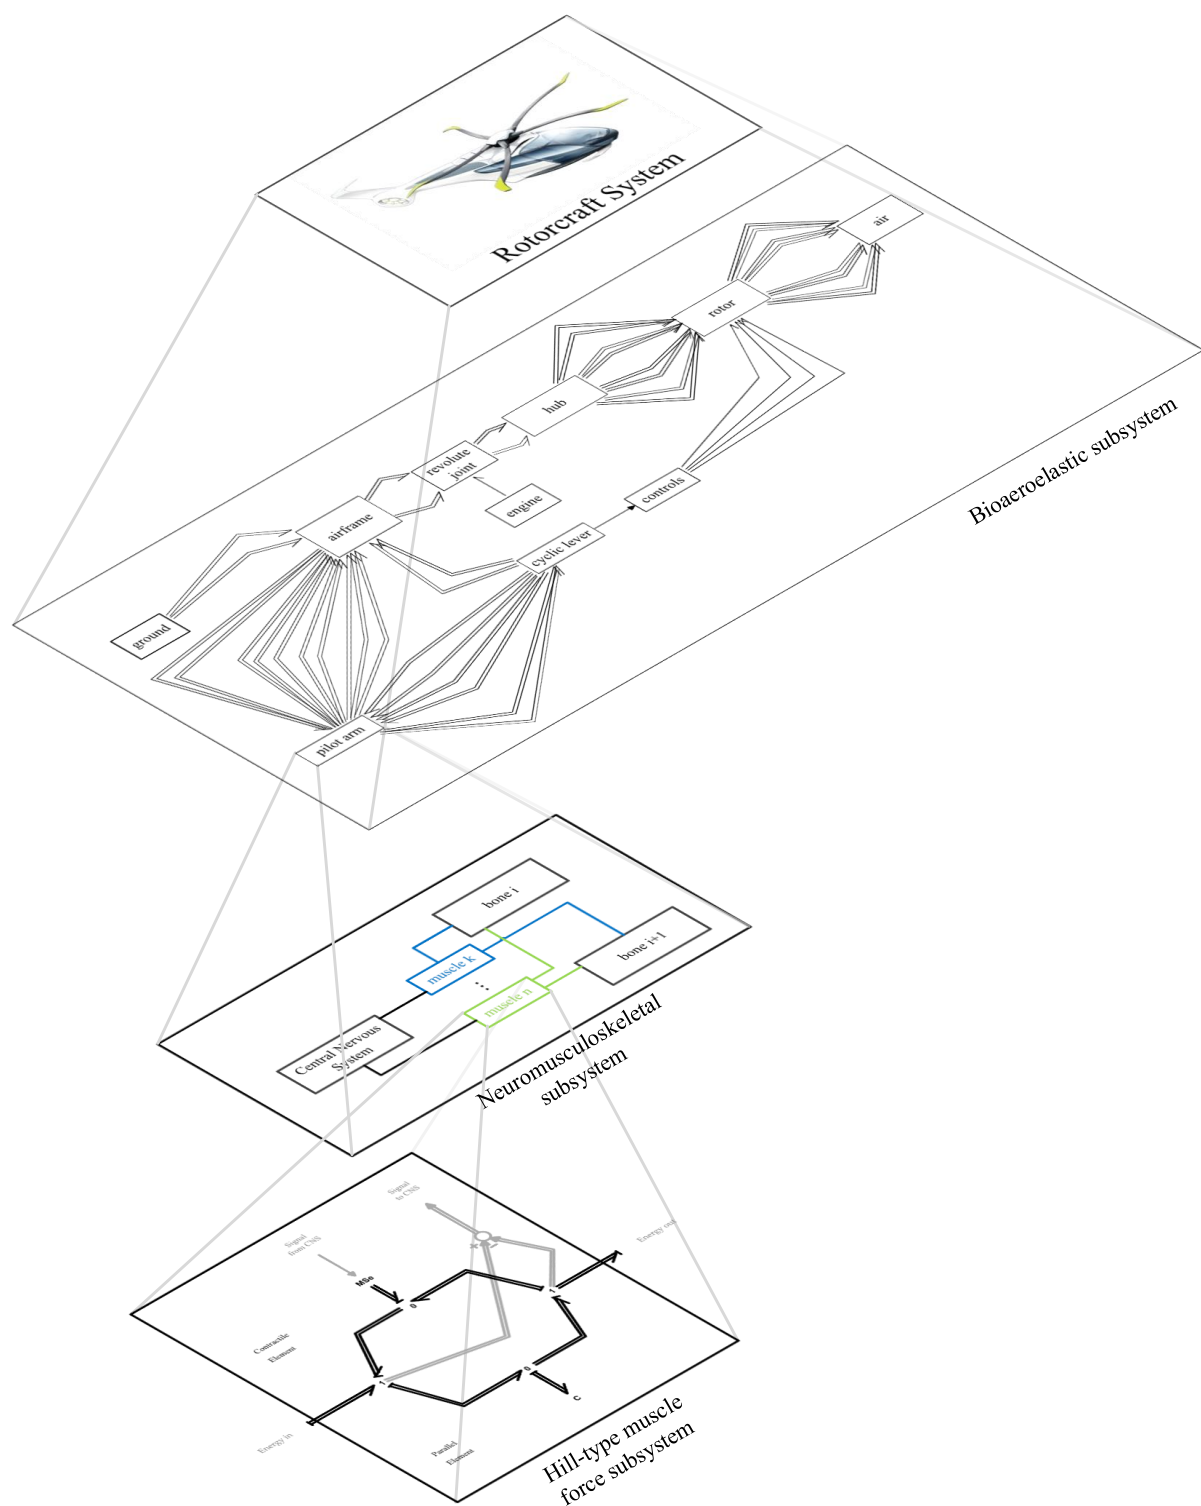 Rotorcraft System
air
rotor
hub
revolute
joint
engine
controls
airframe
cyclic lever
ground
pilot arm
Bioaeroelastic subsystem
bone i
bone i+1
muscle k
...
muscle n
Central Nervous
System
Neuromusculoskeletal
subsystem
Signal
to CNS
Signal
from CNS
Energy out
MSe
0
1
+
−
Contractile
Element
1
0
C
Energy in
Parallel
Element
Hill-type muscle
force subsystem